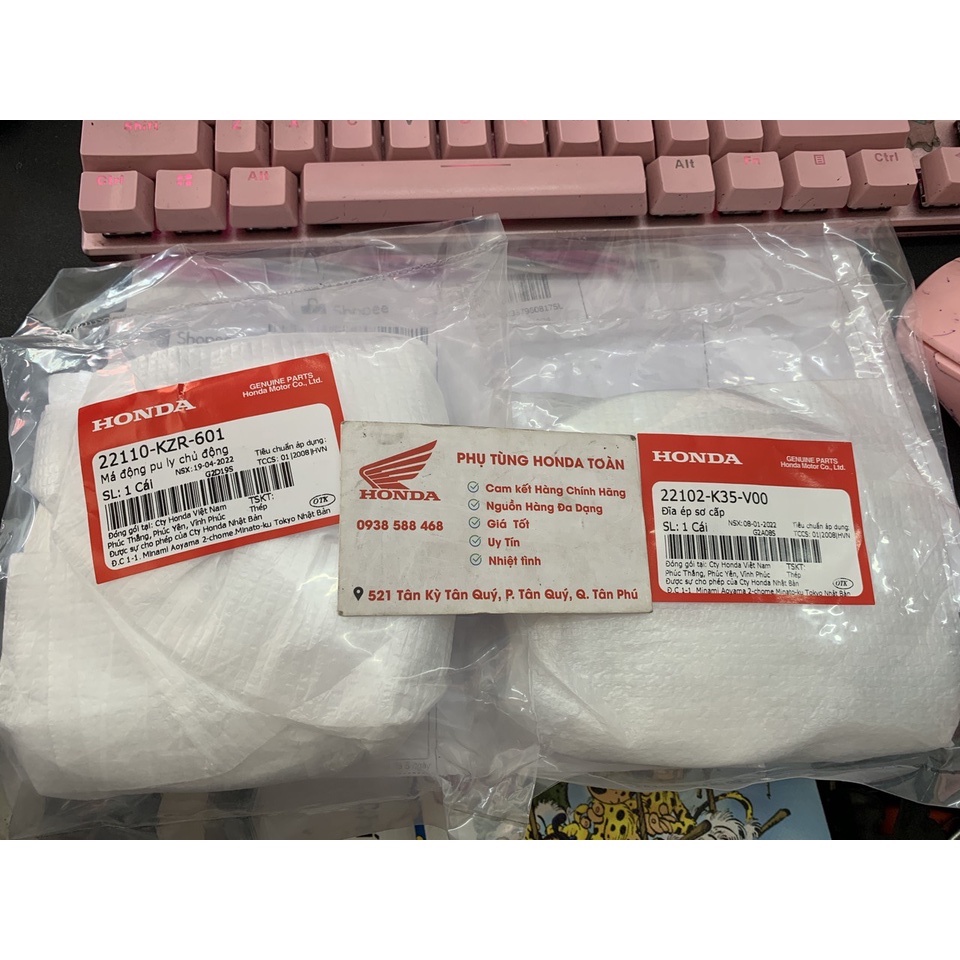 Alt
Alt
Ctrl
Ctrl
Shopee
Shopee
HONDA
GENUINE PARTS
Honda Motor Co., Ltd.
22110-KZR-601
Má động pu ly chủ động
SL: 1 Cái
NSX: 19-04-2022
G2D19S
Tiêu chuẩn áp dụng:
TCCS: 01|2008|HVN
Đóng gói tại: Cty Honda Việt Nam
TSKT:
Phúc Thắng, Phúc Yên, Vĩnh Phúc
Thép
Được sự cho phép của Cty Honda Nhật Bản
Đ.C 1-1. Minami Aoyama 2-chome.Minato-ku Tokyo Nhật Bản
OTK
HONDA
PHỤ TÙNG HONDA TOÀN
Cam kết Hàng Chính Hãng
Nguồn Hàng Đa Dạng
Giá Tốt
Uy Tín
Nhiệt tình
0938 588 468
521 Tân Kỳ Tân Quý, P. Tân Quý, Q. Tân Phú
HONDA
GENUINE PARTS
Honda Motor Co., Ltd.
22102-K35-V00
Đĩa ép sơ cấp
SL: 1 Cái
NSX: 08-01-2022
G2A08S
Tiêu chuẩn áp dụng:
TCCS: 01|2008|HVN
Đóng gói tại: Cty Honda Việt Nam
TSKT:
Phúc Thắng, Phúc Yên, Vĩnh Phúc
Thép
Được sự cho phép của Cty Honda Nhật Bản
Đ.C 1-1. Minami Aoyama 2-chome.Minato-ku Tokyo Nhật Bản
OTK